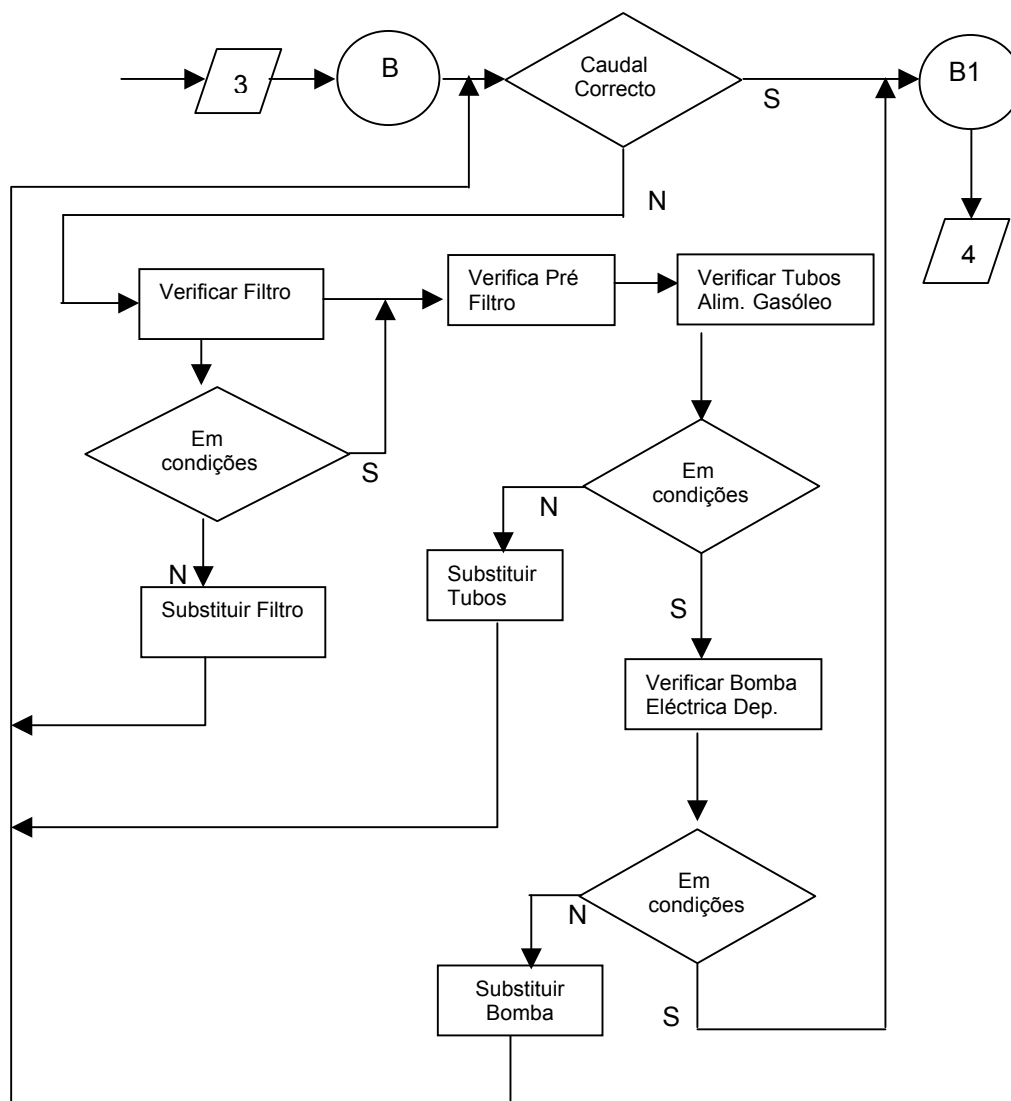 3
B
Caudal
Correcto
S
B1
N
4
Verificar Filtro
Verifica Pré
Filtro
Verificar Tubos
Alim. Gasóleo
Em
condições
S
Em
condições
N
N
S
Substituir
Tubos
Substituir Filtro
Verificar Bomba
Eléctrica Dep.
Em
condições
N
Substituir
Bomba
S